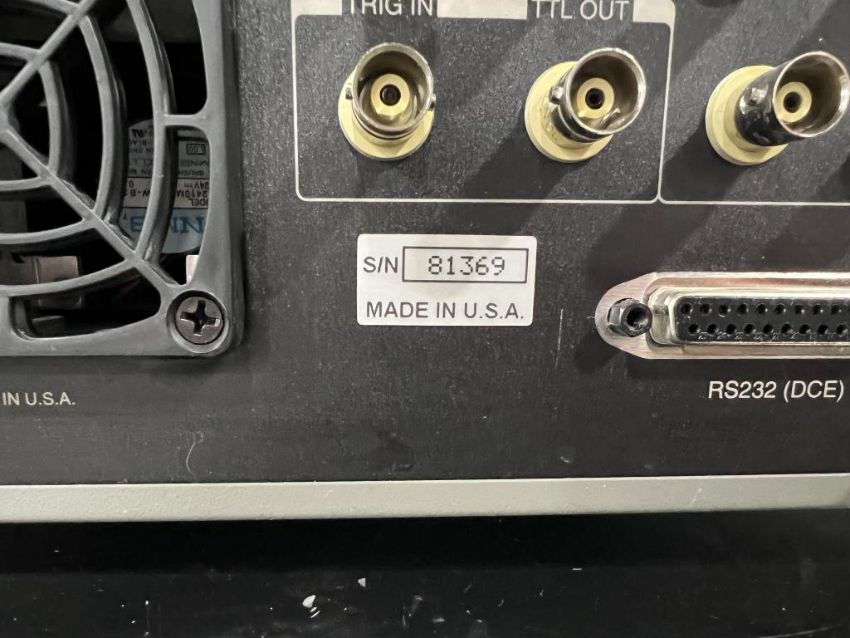 TRIG IN
TTL OUT
S/N 81369
MADE IN U.S.A.
RS232 (DCE)
IN U.S.A.